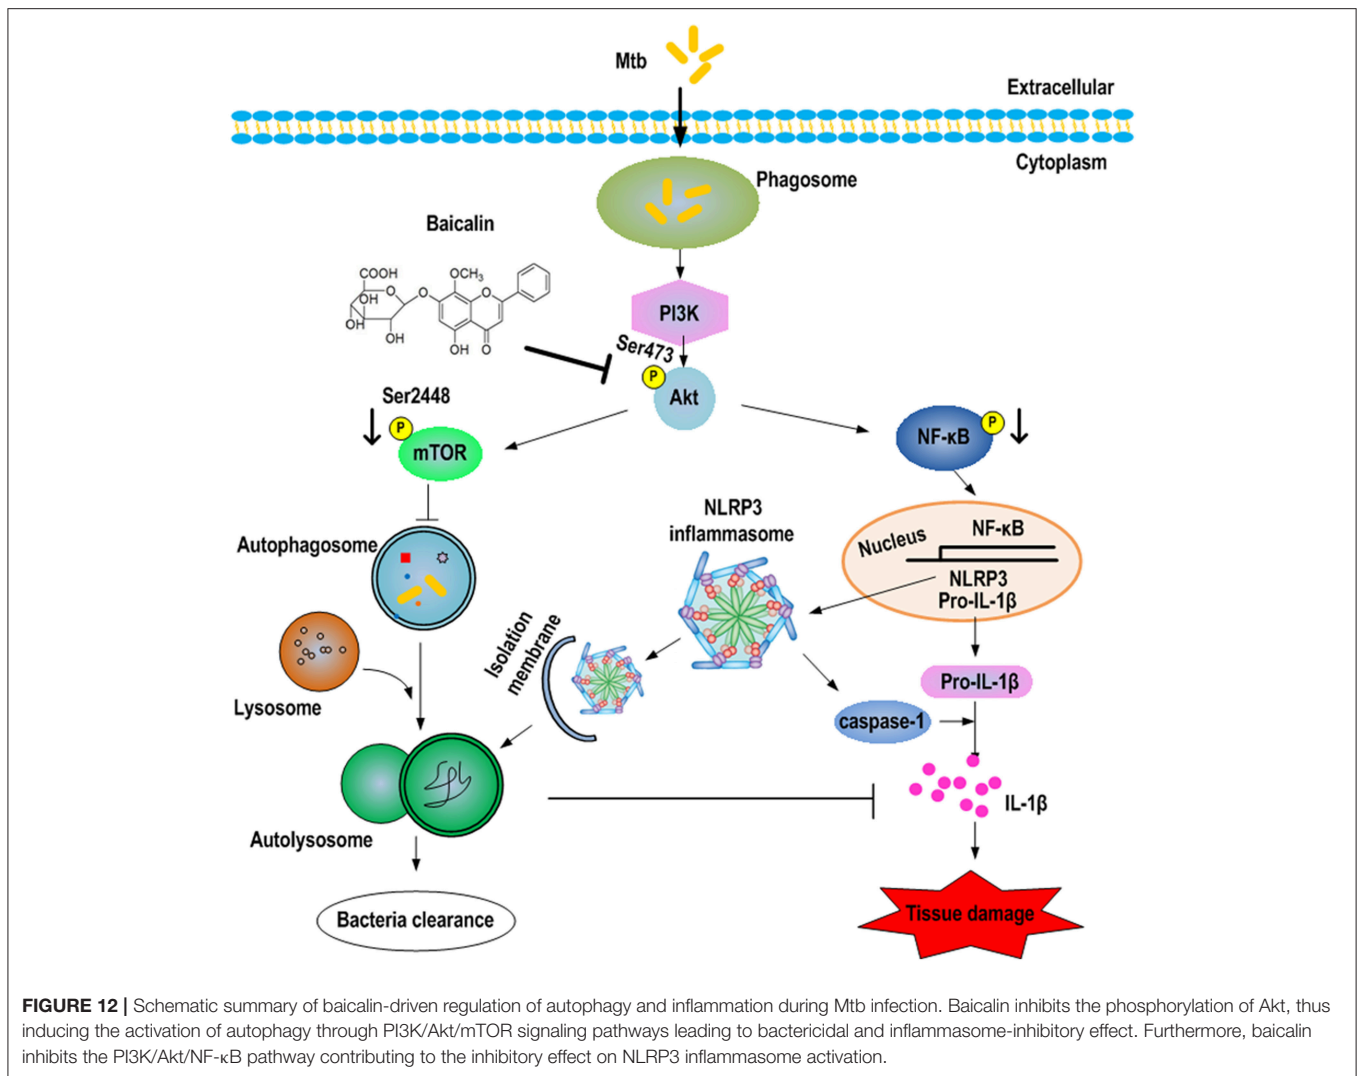 Mtb
Extracellular
Cytoplasm
Phagosome
Baicalin
COOH
OCH3
O
O
O
OH
OH
OH
OH
O
PI3K
Ser473
P
Akt
Ser2448
P
mTOR
NF-κB
P
NLRP3
inflammasome
Nucleus
NF-κB
NLRP3
Pro-IL-1β
Autophagosome
Isolation
membrane
Lysosome
Pro-IL-1β
caspase-1
IL-1β
Autolysosome
Bacteria clearance
Tissue damage
FIGURE 12 | Schematic summary of baicalin-driven regulation of autophagy and inflammation during Mtb infection. Baicalin inhibits the phosphorylation of Akt, thus
inducing the activation of autophagy through PI3K/Akt/mTOR signaling pathways leading to bactericidal and inflammasome-inhibitory effect. Furthermore, baicalin
inhibits the PI3K/Akt/NF-κB pathway contributing to the inhibitory effect on NLRP3 inflammasome activation.